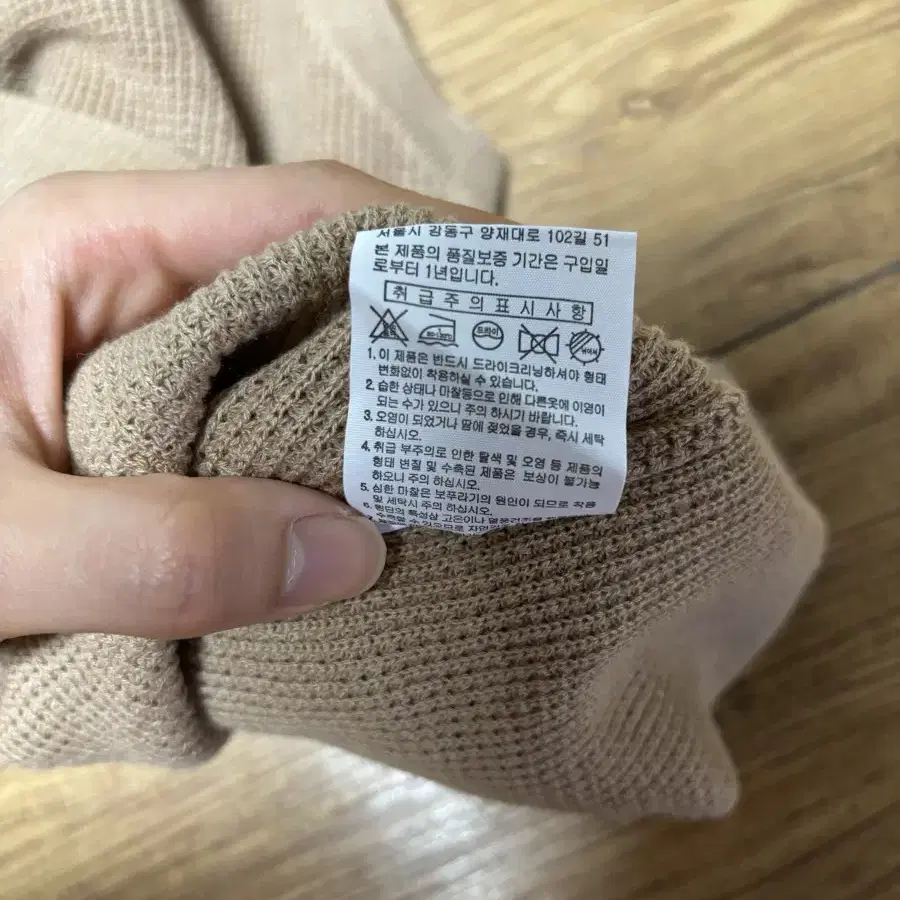 서울시 강동구 양재대로 102길 51
본 제품의 품질보증 기간은 구입일
로부터 1년입니다.
취급주의표시사항
드라이
1. 이 제품은 반드시 드라이크리닝하셔야 형태
변화없이 착용하실 수 있습니다.
2. 습한 상태나 마찰등으로 인해 다른옷에 이염이
되는 수가 있으니 주의 하시기 바랍니다.
3. 오염이 되었거나 땀에 젖었을 경우, 즉시 세탁
하십시오.
4. 취급 부주의로 인한 탈색 및 오염 등 제품의
형태 변질 및 수축된 제품은 보상이 불가능
하오니 주의 하십시오.
5. 심한 마찰은 보푸라기의 원인이 되므로 착용
및 세탁시 주의 하십시오.
6. 원단의 특성상 고온이나